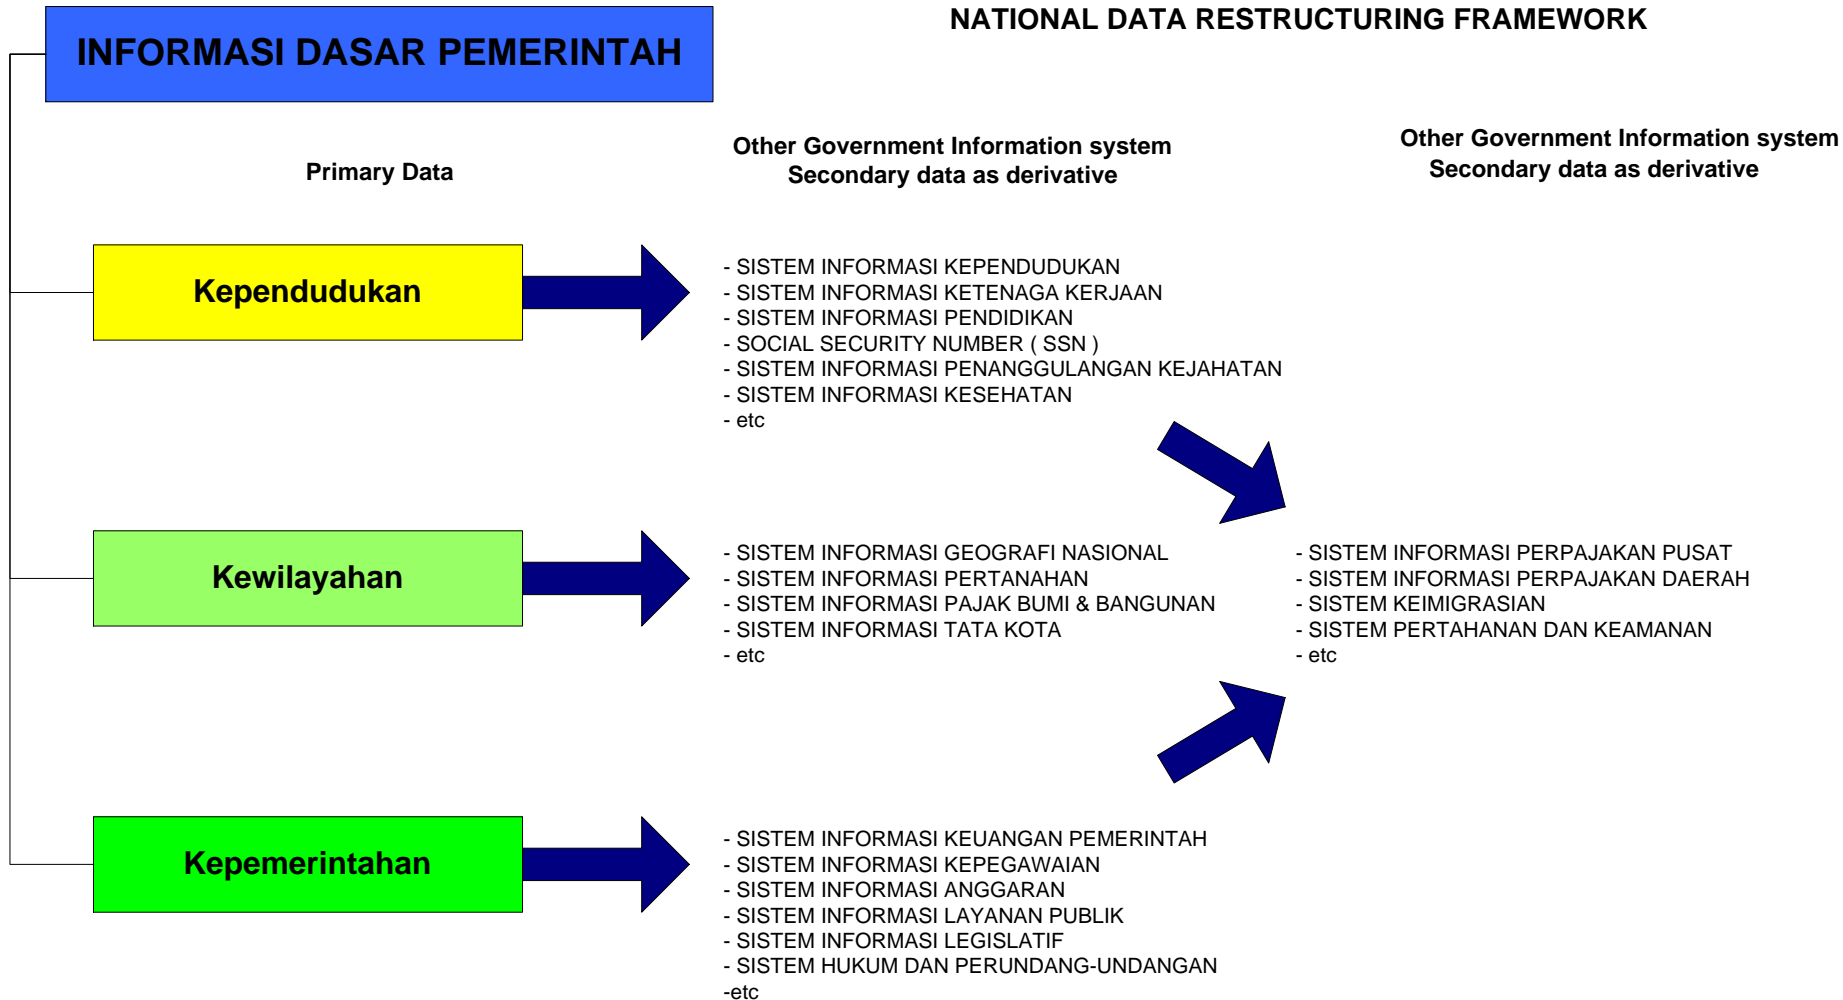 NATIONAL DATA RESTRUCTURING FRAMEWORK
INFORMASI DASAR PEMERINTAH
Primary Data
Other Government Information system
Secondary data as derivative
Other Government Information system
Secondary data as derivative
Kependudukan
- SISTEM INFORMASI KEPENDUDUKAN
- SISTEM INFORMASI KETENAGA KERJAAN
- SISTEM INFORMASI PENDIDIKAN
- SOCIAL SECURITY NUMBER ( SSN )
- SISTEM INFORMASI PENANGGULANGAN KEJAHATAN
- SISTEM INFORMASI KESEHATAN
- etc
Kewilayahan
- SISTEM INFORMASI GEOGRAFI NASIONAL
- SISTEM INFORMASI PERTANAHAN
- SISTEM INFORMASI PAJAK BUMI & BANGUNAN
- SISTEM INFORMASI TATA KOTA
- etc
- SISTEM INFORMASI PERPAJAKAN PUSAT
- SISTEM INFORMASI PERPAJAKAN DAERAH
- SISTEM KEIMIGRASIAN
- SISTEM PERTAHANAN DAN KEAMANAN
- etc
Kepemerintahan
- SISTEM INFORMASI KEUANGAN PEMERINTAH
- SISTEM INFORMASI KEPEGAWAIAN
- SISTEM INFORMASI ANGGARAN
- SISTEM INFORMASI LAYANAN PUBLIK
- SISTEM INFORMASI LEGISLATIF
- SISTEM HUKUM DAN PERUNDANG-UNDANGAN
-etc